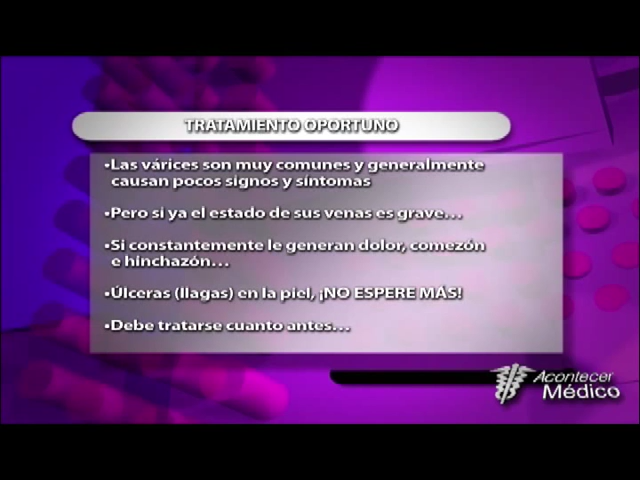 TRATAMIENTO OPORTUNO
•Las várices son muy comunes y generalmente
causan pocos signos y síntomas
•Pero si ya el estado de sus venas es grave...
•Si constantemente le generan dolor, comezón
e hinchazón...
•Úlceras (llagas) en la piel, ¡NO ESPERE MÁS!
•Debe tratarse cuanto antes...
Acontecer
Médico